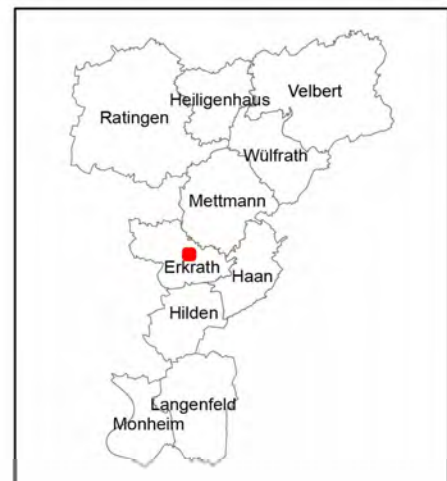 Velbert
Heiligenhaus
Ratingen
Wülfrath
Mettmann
Erkrath
Haan
Hilden
Langenfeld
Monheim